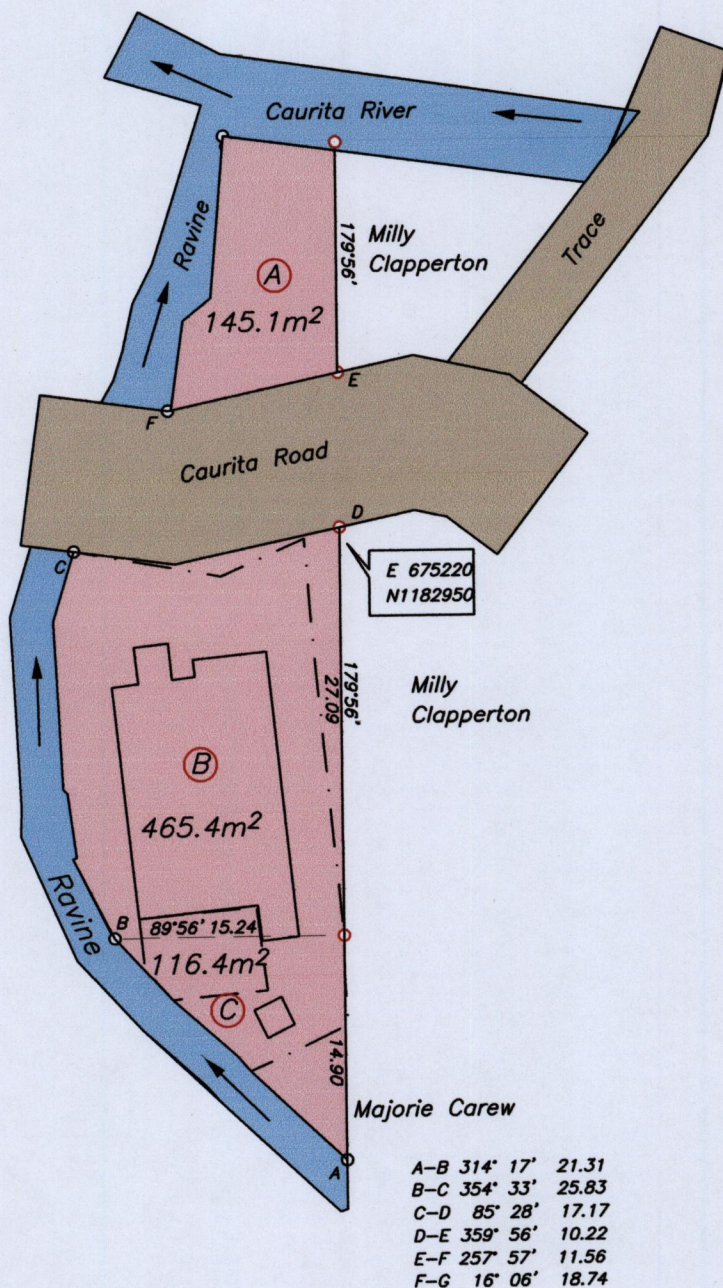 Caurita River
Ravine
Trace
179°56'
Milly
Clapperton
A
145.1m²
E
F
Caurita Road
D
C
E 675220
N1182950
179°56'
27.09
Milly
Clapperton
B
465.4m²
B
89°56' 15.24
Ravine
116.4m²
C
14.90
Majorie Carew
A
A-B 314° 17' 21.31
B-C 354° 33' 25.83
C-D 85° 28' 17.17
D-E 359° 56' 10.22
E-F 257° 57' 11.56
F-G 16° 06' 18.74